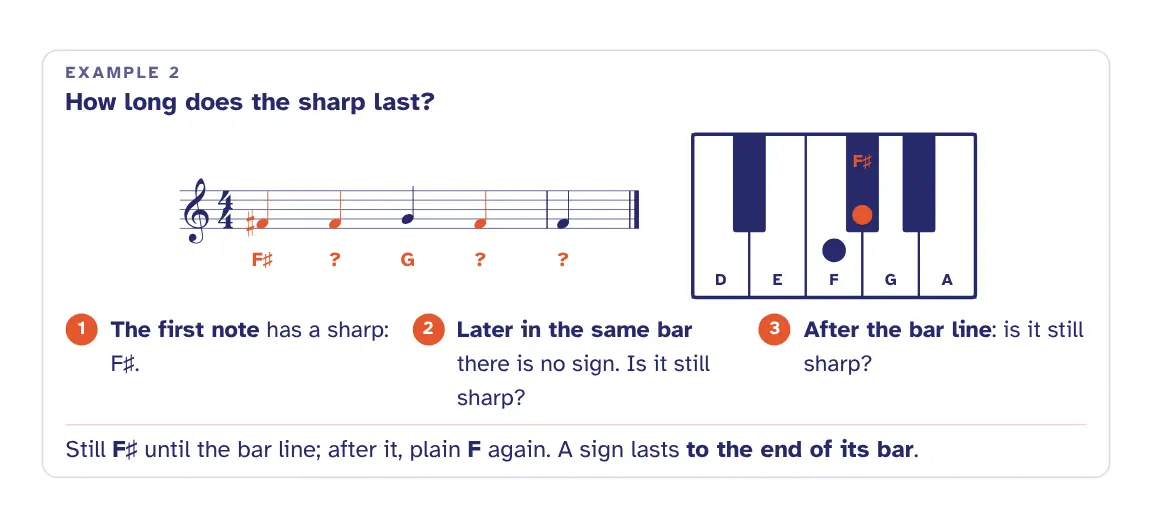 EXAMPLE 2
How long does the sharp last?
4
4
F♯ ? G ? ?
F♯
D E F G A
1 The first note has a sharp:
F♯.
2 Later in the same bar
there is no sign. Is it still
sharp?
3 After the bar line: is it still
sharp?
Still F♯ until the bar line; after it, plain F again. A sign lasts to the end of its bar.